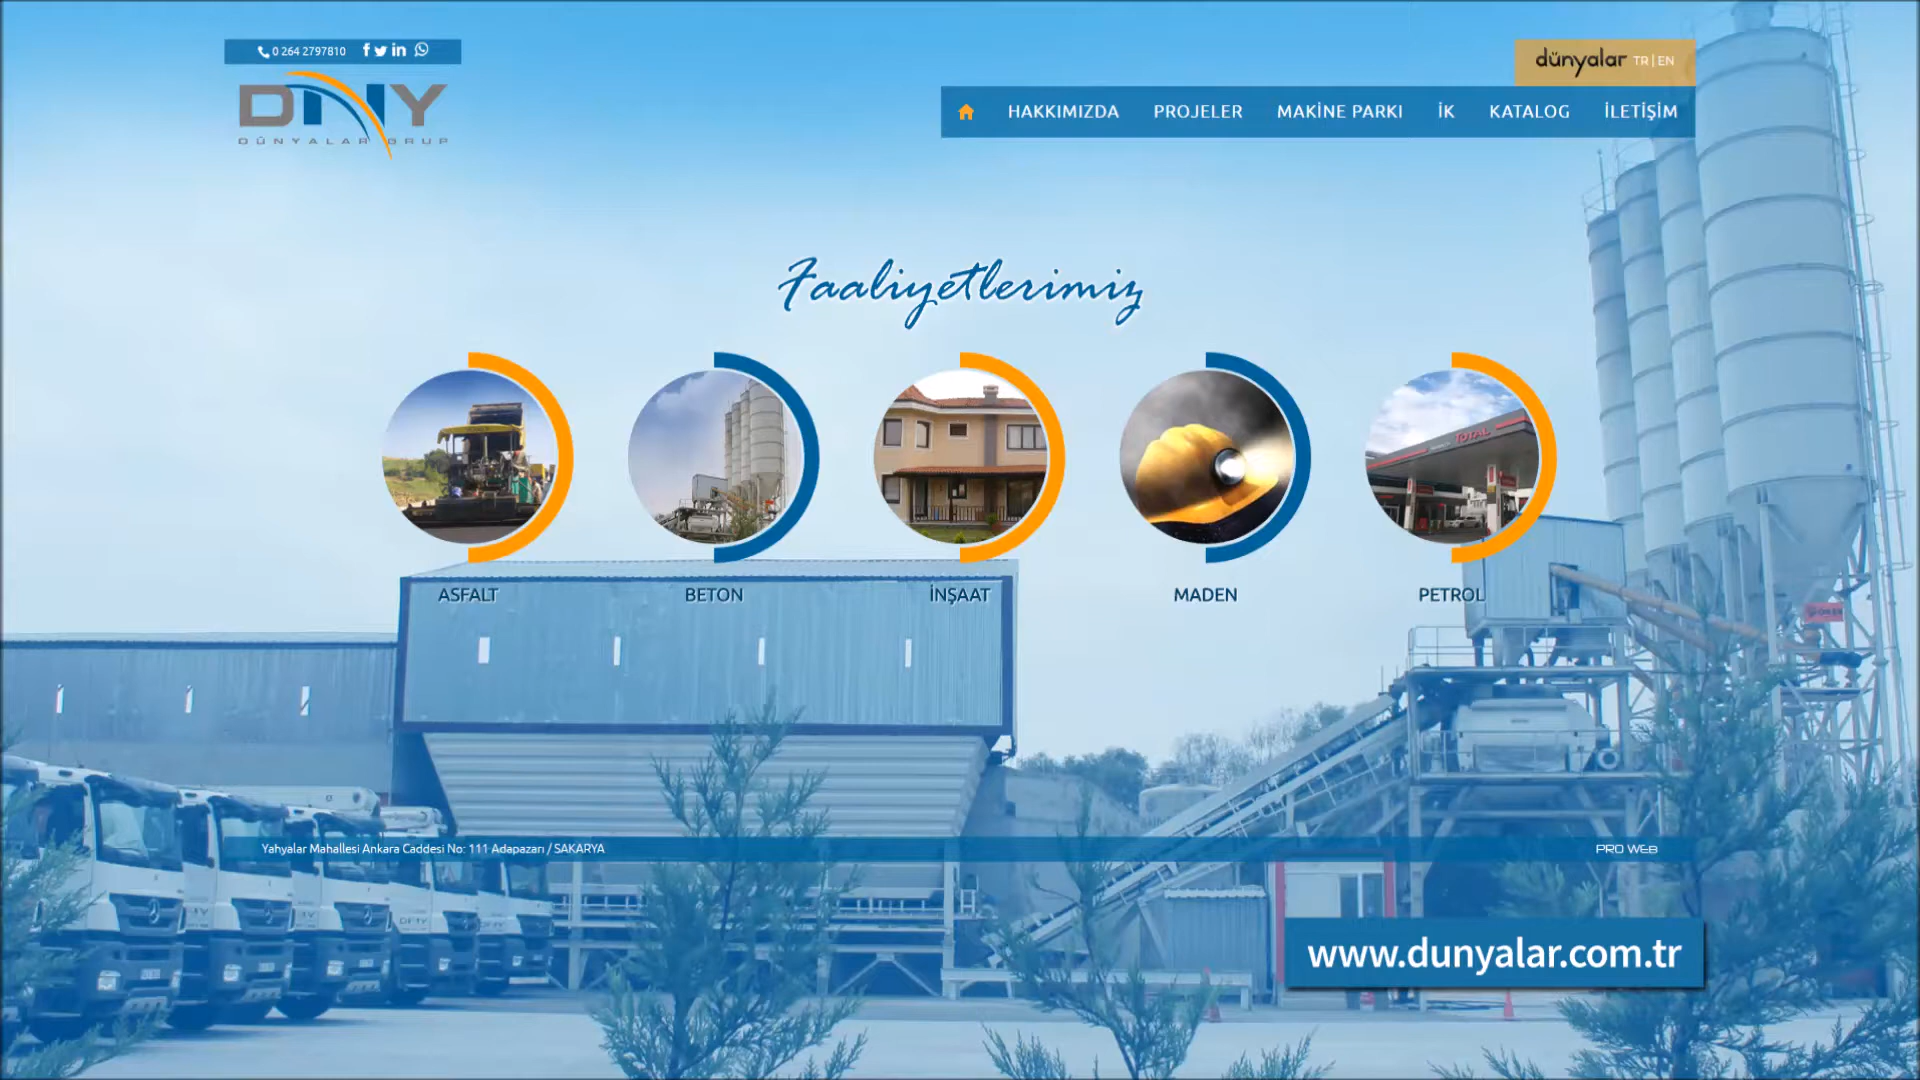 0 264 2797810
DNY
DÜNYALAR GRUP
dünyalar TR | EN
HAKKIMIZDA PROJELER MAKİNE PARKI İK KATALOG İLETİŞİM
Faaliyetlerimiz
TOTAL
ASFALT BETON İNŞAAT MADEN PETROL
Yahyalar Mahallesi Ankara Caddesi No: 111 Adapazarı / SAKARYA
PRO WEB
www.dunyalar.com.tr